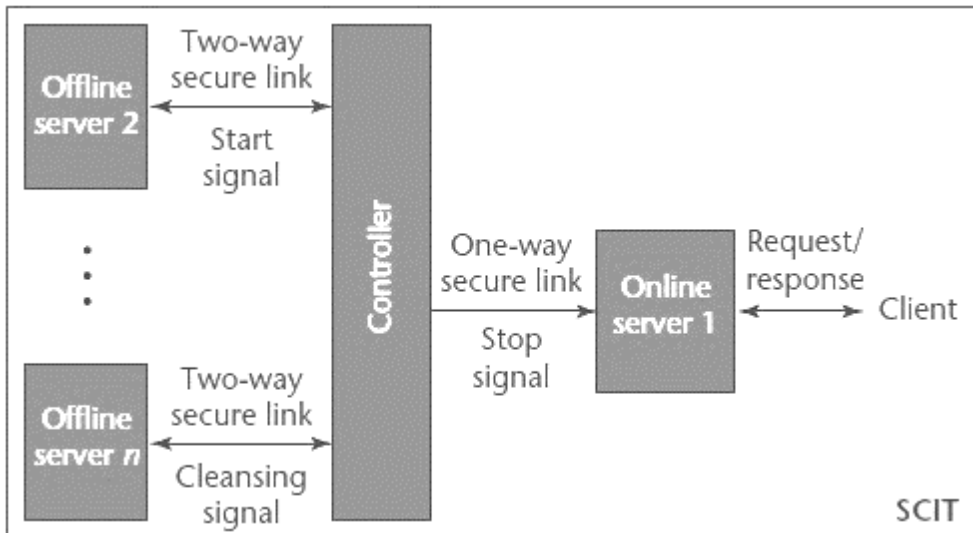 Offline
server 2
Two-way
secure link
Start
signal
Controller
One-way
secure link
Stop
signal
Online
server 1
Request/
response
Client
Offline
server n
Two-way
secure link
Cleansing
signal
SCIT